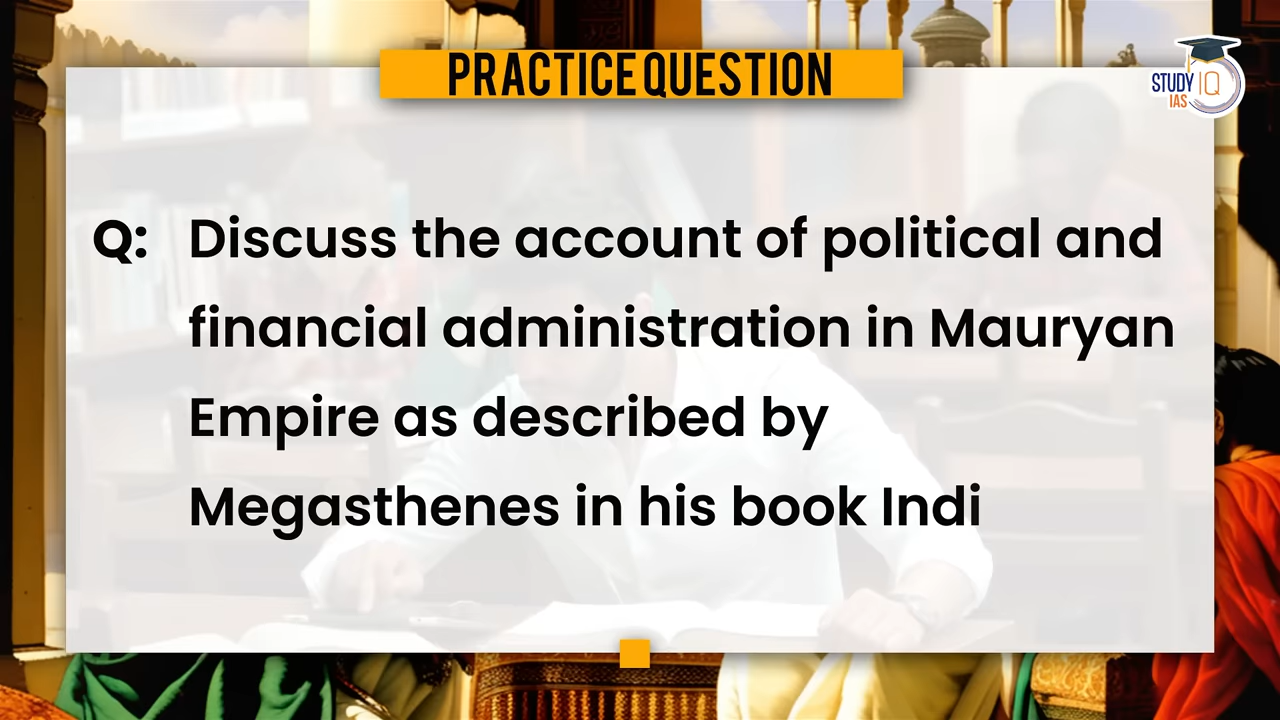 PRACTICE QUESTION
STUDY IQ
IAS
Q: Discuss the account of political and
financial administration in Mauryan
Empire as described by
Megasthenes in his book Indi